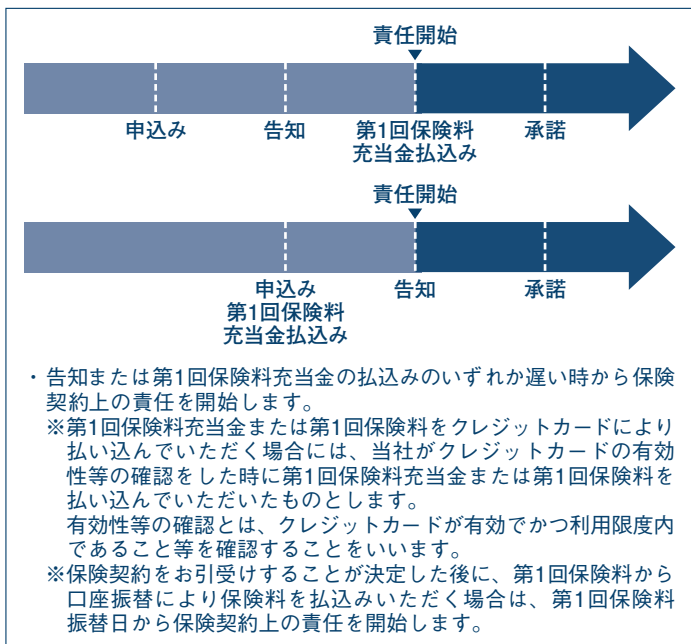 責任開始
申込み 告知 第1回保険料 承諾
充当金払込み
責任開始
申込み 告知 承諾
第1回保険料
充当金払込み
・告知または第1回保険料充当金の払込みのいずれか遅い時から保険
契約上の責任を開始します。
※第1回保険料充当金または第1回保険料をクレジットカードにより
払い込んでいただく場合には、当社がクレジットカードの有効
性等の確認をした時に第1回保険料充当金または第1回保険料を
払い込んでいただいたものとします。
有効性等の確認とは、クレジットカードが有効でかつ利用限度内
であること等を確認することをいいます。
※保険契約をお引受けすることが決定した後に、第1回保険料から
口座振替により保険料を払込みいただく場合は、第1回保険料
振替日から保険契約上の責任を開始します。